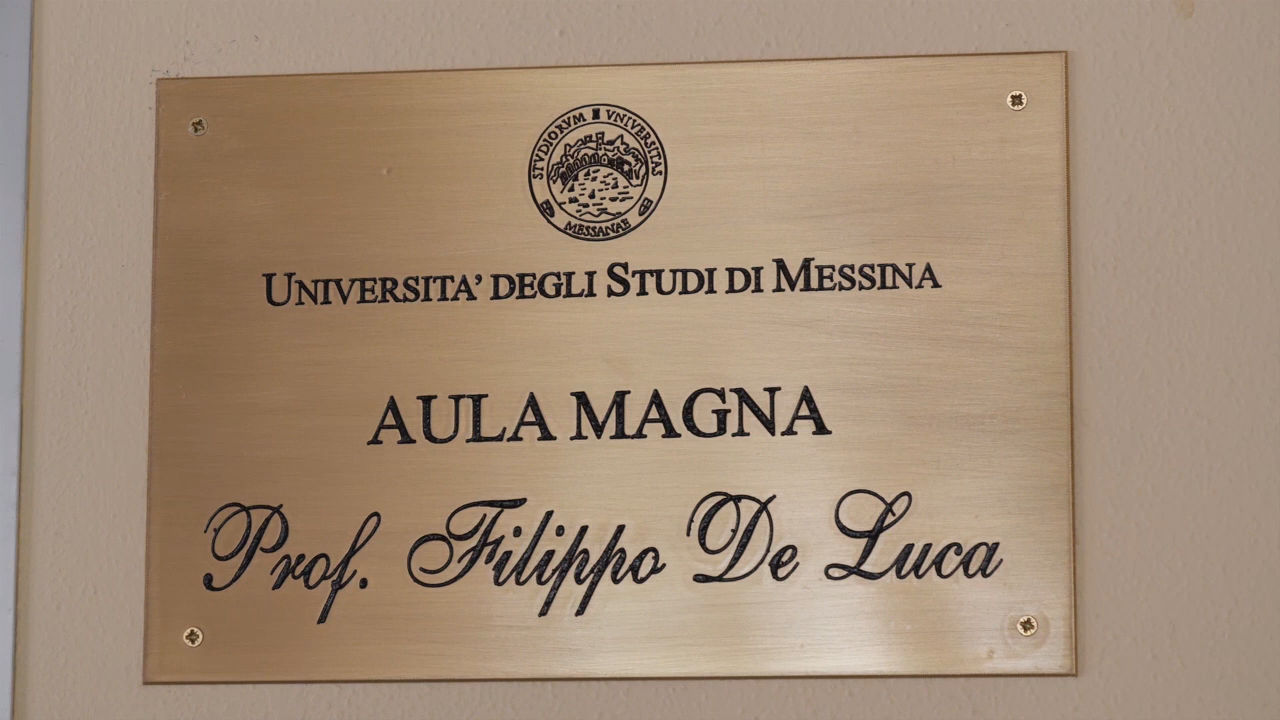 STVDIORVM VNIVERSITAS
MESSANAE
UNIVERSITA' DEGLI STUDI DI MESSINA
AULA MAGNA
Prof. Filippo De Luca